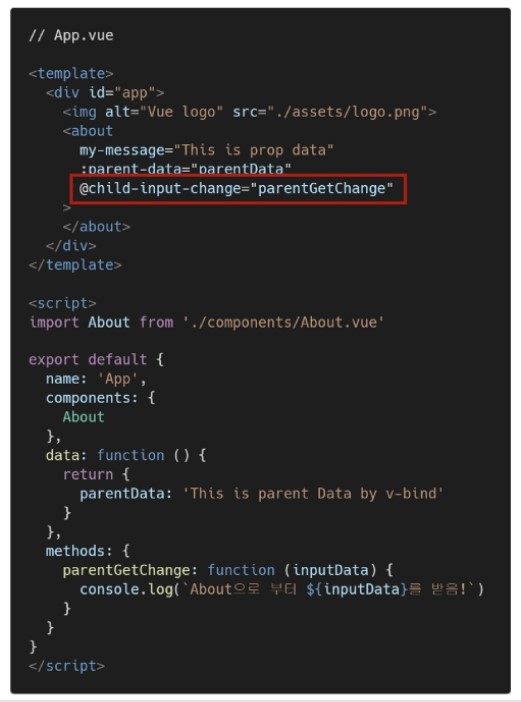 // App.vue
<template>
<div id="app">
<img alt="Vue logo" src="./assets/logo.png">
<about
my-message="This is prop data"
:parent-data="parentData"
@child-input-change="parentGetChange"
>
</about>
</div>
</template>
<script>
import About from './components/About.vue'
export default {
name: 'App',
components: {
About
},
data: function () {
return {
parentData: 'This is parent Data by v-bind'
}
},
methods: {
parentGetChange: function (inputData) {
console.log(`About으로 부터 ${inputData}를 받음!`)
}
}
}
</script>